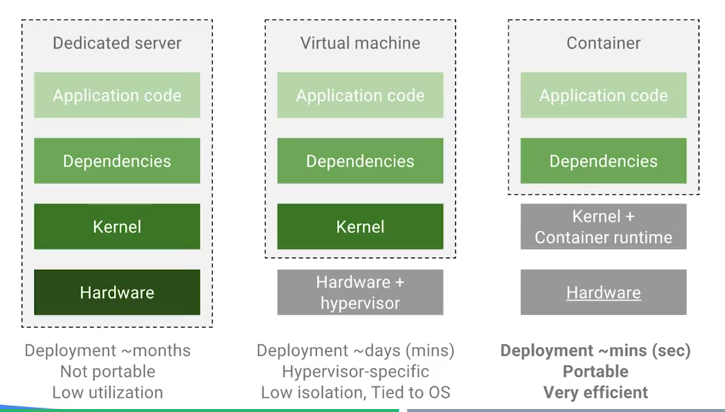 Dedicated server
Application code
Dependencies
Kernel
Hardware
Deployment ~months
Not portable
Low utilization
Virtual machine
Application code
Dependencies
Kernel
Hardware +
hypervisor
Deployment ~days (mins)
Hypervisor-specific
Low isolation, Tied to OS
Container
Application code
Dependencies
Kernel +
Container runtime
Hardware
Deployment ~mins (sec)
Portable
Very efficient